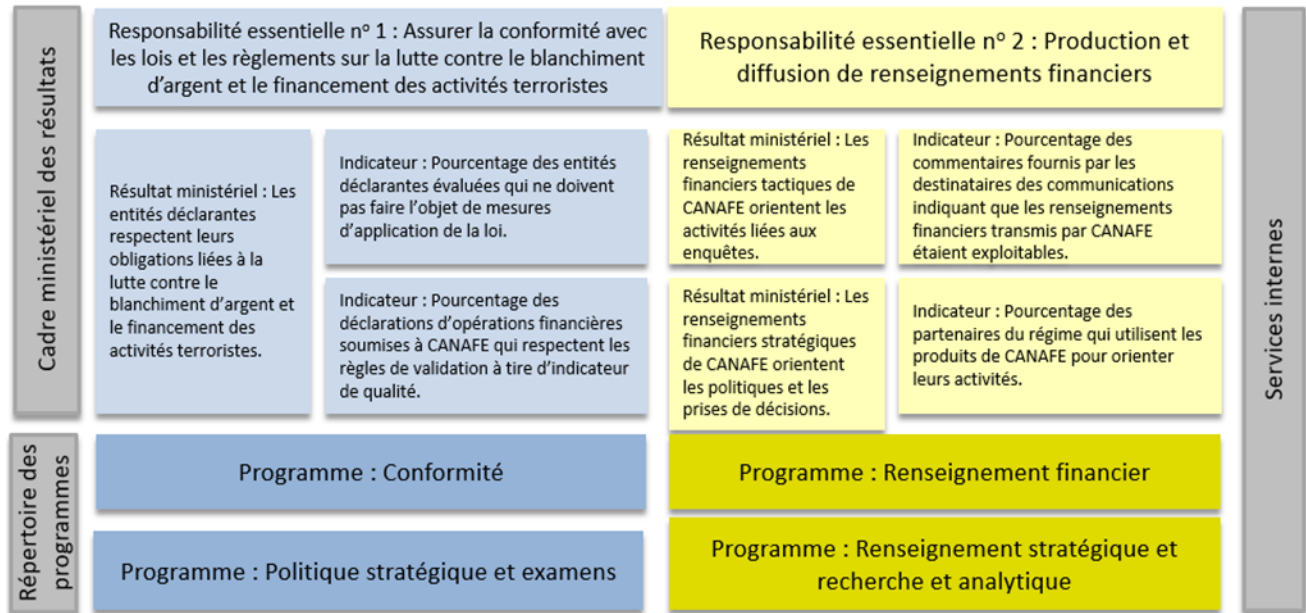 Cadre ministériel des résultats
Responsabilité essentielle nᵒ 1 : Assurer la conformité avec
les lois et les règlements sur la lutte contre le blanchiment
d’argent et le financement des activités terroristes
Responsabilité essentielle nᵒ 2 : Production et
diffusion de renseignements financiers
Résultat ministériel : Les
entités déclarantes
respectent leurs
obligations liées à la
lutte contre le
blanchiment d’argent et
le financement des
activités terroristes.
Indicateur : Pourcentage des entités
déclarantes évaluées qui ne doivent
pas faire l’objet de mesures
d’application de la loi.
Indicateur : Pourcentage des
déclarations d’opérations financières
soumises à CANAFE qui respectent les
règles de validation à tire d’indicateur
de qualité.
Résultat ministériel : Les
renseignements
financiers tactiques de
CANAFE orientent les
activités liées aux
enquêtes.
Indicateur : Pourcentage des
commentaires fournis par les
destinataires des communications
indiquant que les renseignements
financiers transmis par CANAFE
étaient exploitables.
Résultat ministériel : Les
renseignements
financiers stratégiques
de CANAFE orientent
les politiques et les
prises de décisions.
Indicateur : Pourcentage des
partenaires du régime qui utilisent les
produits de CANAFE pour orienter
leurs activités.
Répertoire des
programmes
Programme : Conformité
Programme : Renseignement financier
Programme : Politique stratégique et examens
Programme : Renseignement stratégique et
recherche et analytique
Services internes